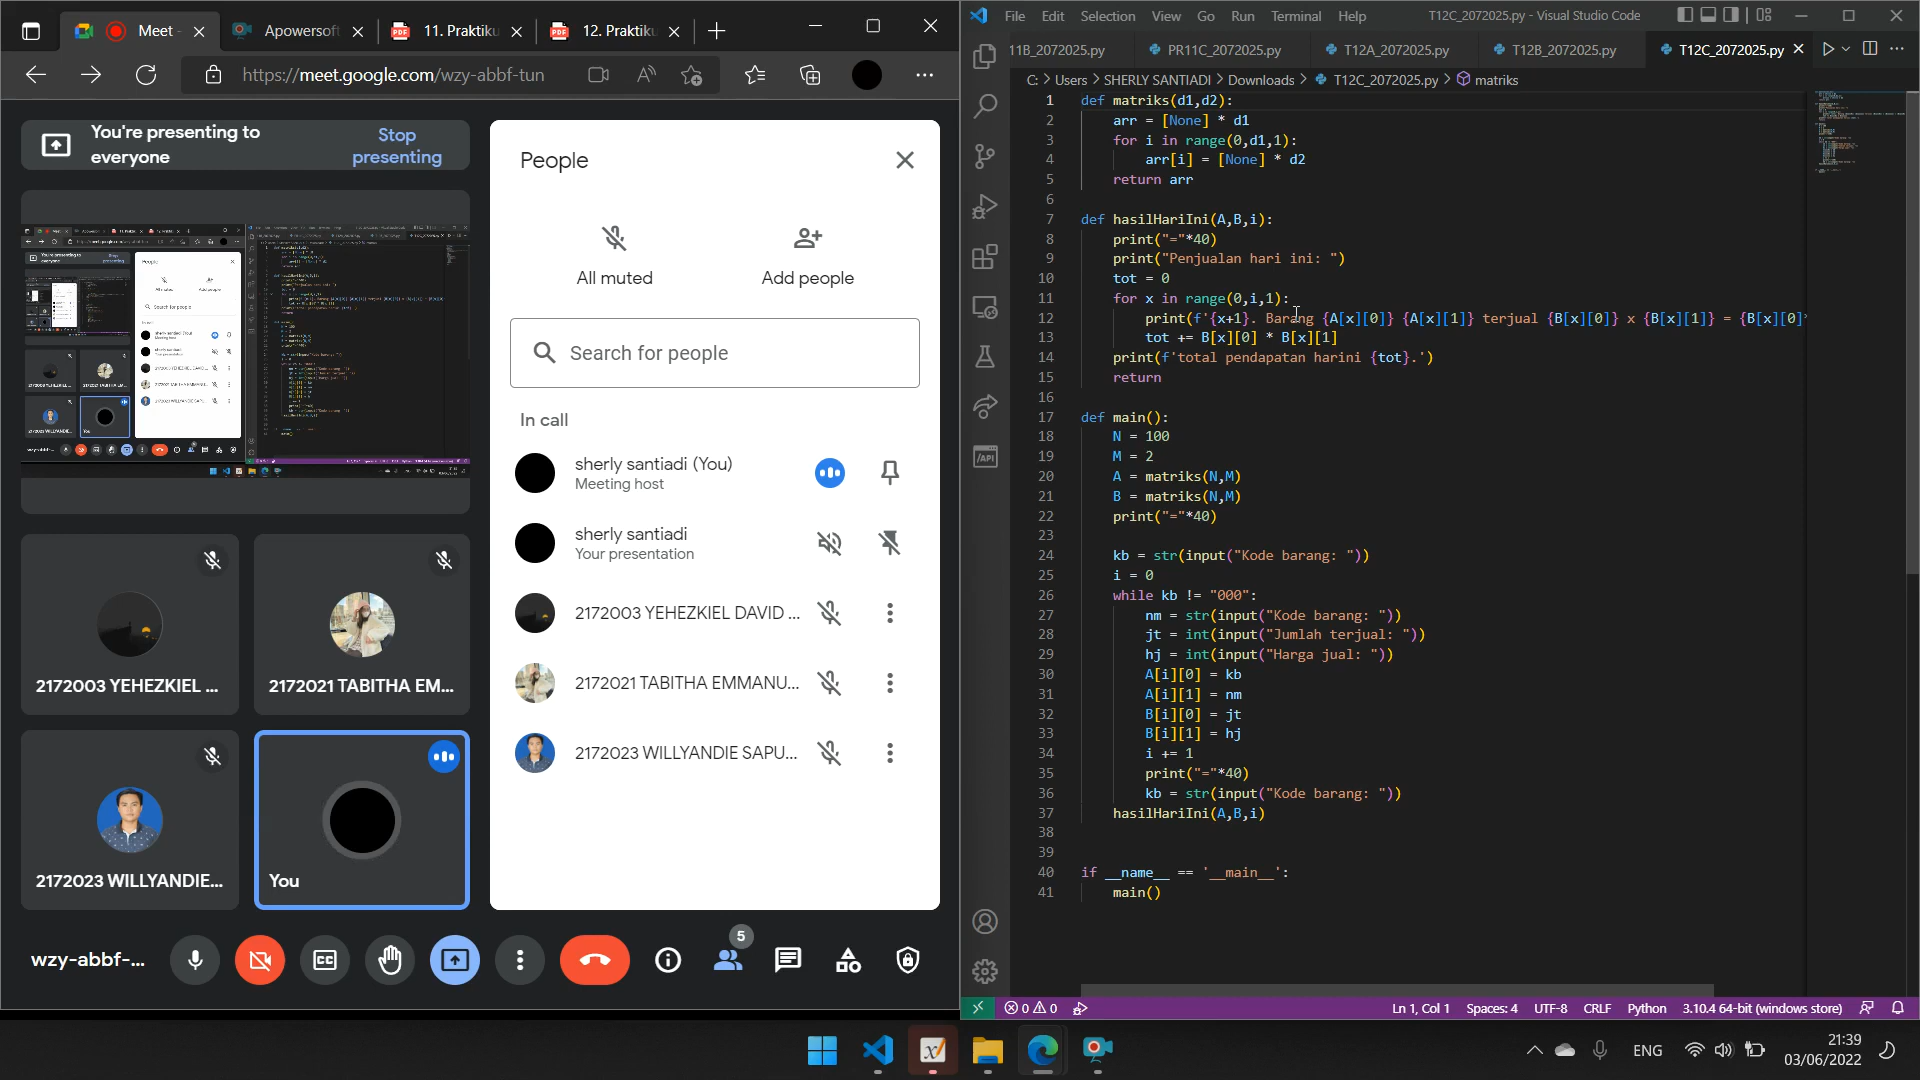 Meet -
Apowersoft
11. Praktiku
12. Praktiku
https://meet.google.com/wzy-abbf-tun
You're presenting to everyone
Stop presenting
People
All muted
Add people
Search for people
In call
sherly santiadi (You)
Meeting host
sherly santiadi
Your presentation
2172003 YEHEZKIEL DAVID ...
2172021 TABITHA EMMANU...
2172023 WILLYANDIE SAPU...
2172003 YEHEZKIEL ...
2172021 TABITHA EM...
2172023 WILLYANDIE...
You
wzy-abbf-...
5
File Edit Selection View Go Run Terminal Help
T12C_2072025.py - Visual Studio Code
11B_2072025.py
PR11C_2072025.py
T12A_2072025.py
T12B_2072025.py
T12C_2072025.py
C: > Users > SHERLY SANTIADI > Downloads > T12C_2072025.py > matriks
1 def matriks(d1,d2):
2 arr = [None] * d1
3 for i in range(0,d1,1):
4 arr[i] = [None] * d2
5 return arr
6
7 def hasilHariIni(A,B,i):
8 print("="*40)
9 print("Penjualan hari ini: ")
10 tot = 0
11 for x in range(0,i,1):
12 print(f'{x+1}. Barang {A[x][0]} {A[x][1]} terjual {B[x][0]} x {B[x][1]} = {B[x][0]*
13 tot += B[x][0] * B[x][1]
14 print(f'total pendapatan harini {tot}.')
15 return
16
17 def main():
18 N = 100
19 M = 2
20 A = matriks(N,M)
21 B = matriks(N,M)
22 print("="*40)
23
24 kb = str(input("Kode barang: "))
25 i = 0
26 while kb != "000":
27 nm = str(input("Kode barang: "))
28 jt = int(input("Jumlah terjual: "))
29 hj = int(input("Harga jual: "))
30 A[i][0] = kb
31 A[i][1] = nm
32 B[i][0] = jt
33 B[i][1] = hj
34 i += 1
35 print("="*40)
36 kb = str(input("Kode barang: "))
37 hasilHariIni(A,B,i)
38
39
40 if __name__ == '__main__':
41 main()
0 0
Ln 1, Col 1
Spaces: 4
UTF-8
CRLF
Python
3.10.4 64-bit (windows store)
ENG
21:39
03/06/2022